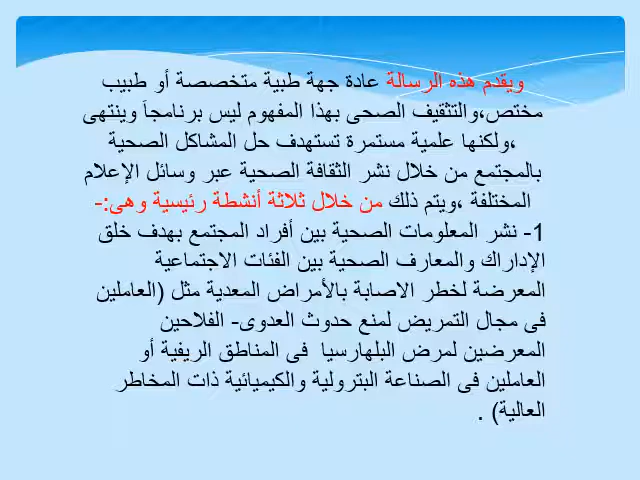 ويقدم هذه الرسالة عادة جهة طبية متخصصة أو طبيب
مختص،والتثقيف الصحى بهذا المفهوم ليس برنامجآ وينتهى
،ولكنها علمية مستمرة تستهدف حل المشاكل الصحية
بالمجتمع من خلال نشر الثقافة الصحية عبر وسائل الإعلام
المختلفة ،ويتم ذلك من خلال ثلاثة أنشطة رئيسية وهى:-
1- نشر المعلومات الصحية بين أفراد المجتمع بهدف خلق
الإداراك والمعارف الصحية بين الفئات الاجتماعية
المعرضة لخطر الاصابة بالأمراض المعدية مثل (العاملين
فى مجال التمريض لمنع حدوث العدوى- الفلاحين
المعرضين لمرض البلهارسيا فى المناطق الريفية أو
العاملين فى الصناعة البترولية والكيميائية ذات المخاطر
العالية) .